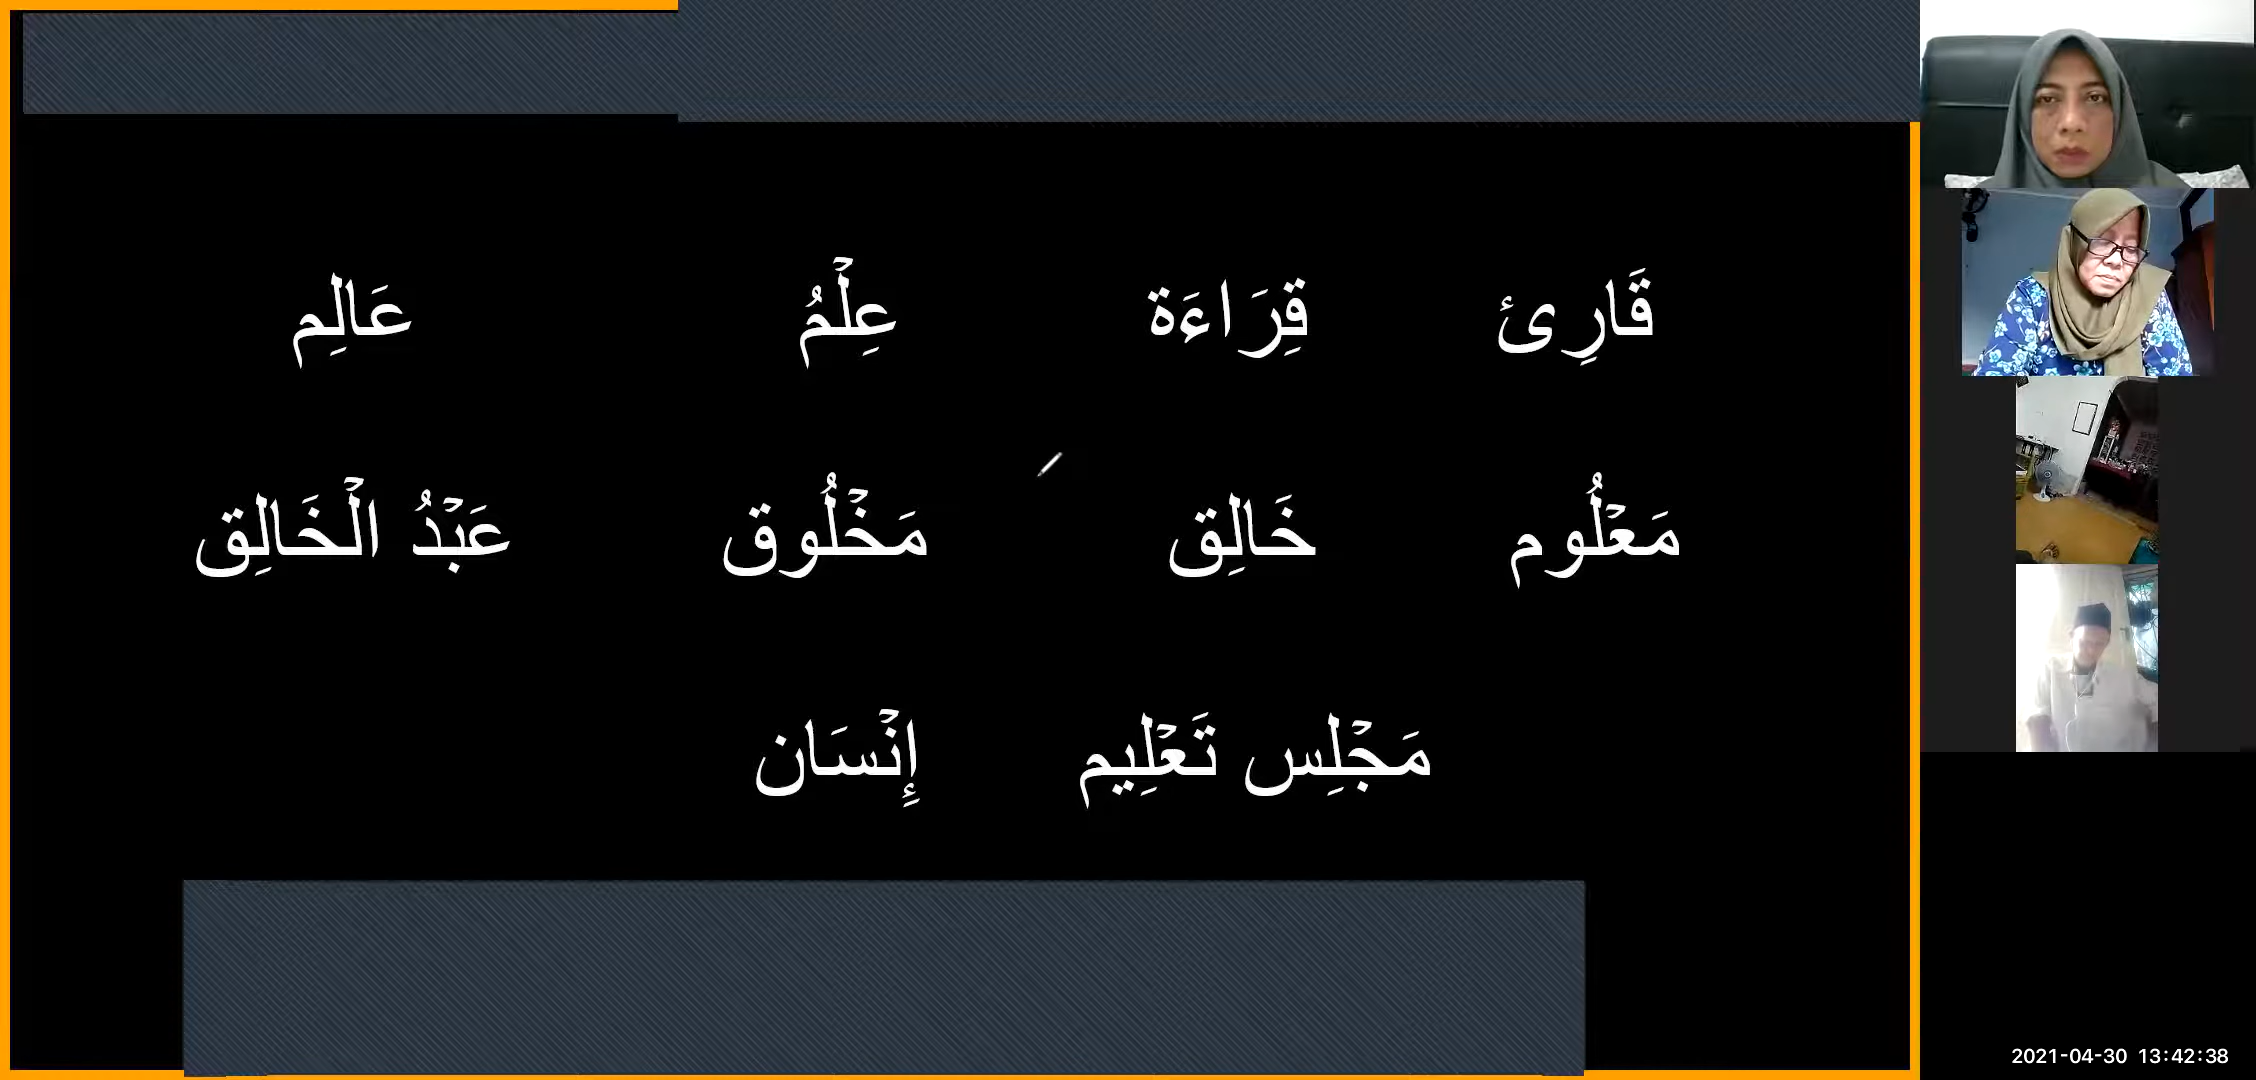 قَارِئ قِرَاءَة عِلْمُ عَالِم
مَعْلُوم خَالِق مَخْلُوق عَبْدُ الْخَالِق
مَجْلِس تَعْلِيم إِنْسَان
2021-04-30 13:42:38